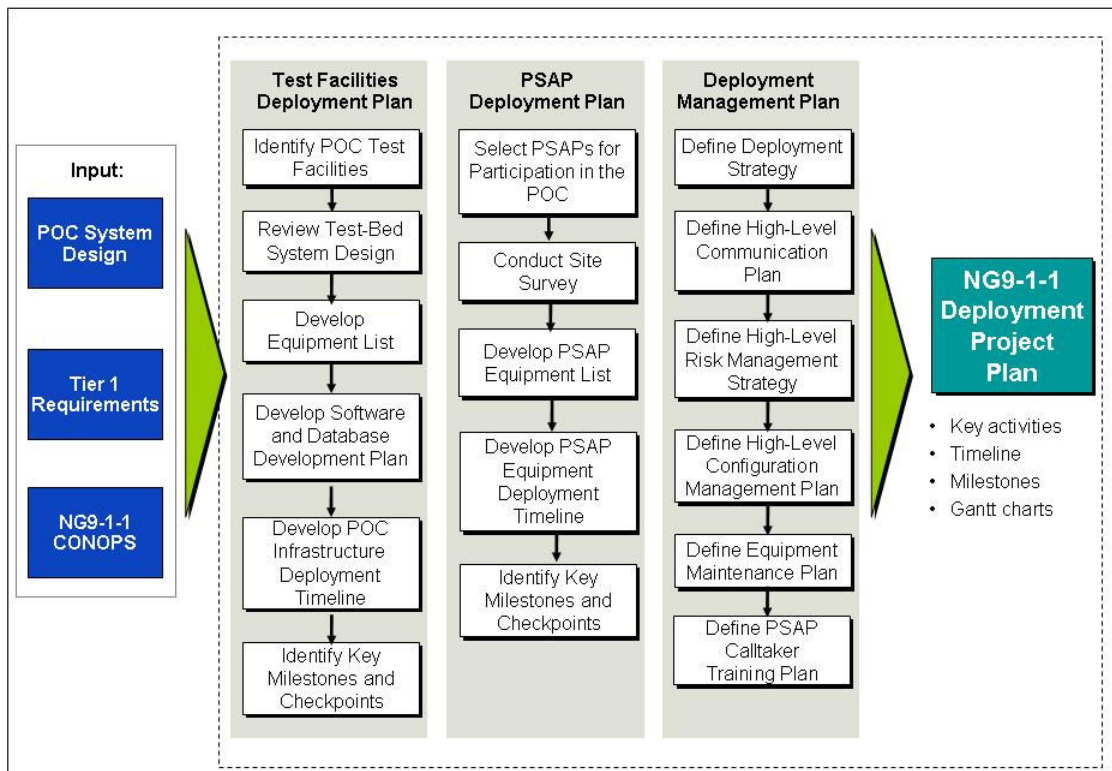 Input:
POC System
Design
Tier 1
Requirements
NG9-1-1
CONOPS
Test Facilities
Deployment Plan
Identify POC Test
Facilities
Review Test-Bed
System Design
Develop
Equipment List
Develop Software
and Database
Development Plan
Develop POC
Infrastructure
Deployment
Timeline
Identify Key
Milestones and
Checkpoints
PSAP
Deployment Plan
Select PSAPs for
Participation in the
POC
Conduct Site
Survey
Develop PSAP
Equipment List
Develop PSAP
Equipment
Deployment
Timeline
Identify Key
Milestones and
Checkpoints
Deployment
Management Plan
Define Deployment
Strategy
Define High-Level
Communication
Plan
Define High-Level
Risk Management
Strategy
Define High-Level
Configuration
Management Plan
Define Equipment
Maintenance Plan
Define PSAP
Calltaker
Training Plan
NG9-1-1
Deployment
Project
Plan
• Key activities
• Timeline
• Milestones
• Gantt charts